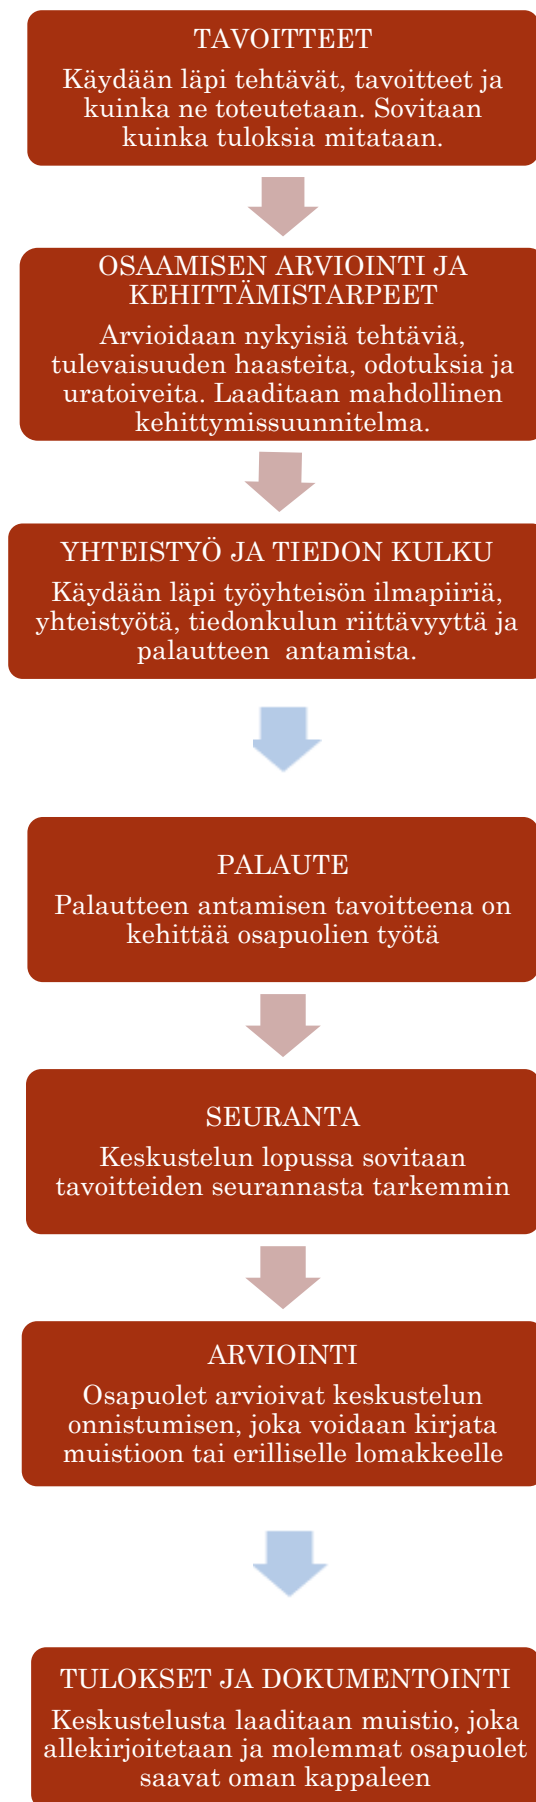 TAVOITTEET
Käydään läpi tehtävät, tavoitteet ja
kuinka ne toteutetaan. Sovitaan
kuinka tuloksia mitataan.
OSAAMISEN ARVIOINTI JA
KEHITTÄMISTARPEET
Arvioidaan nykyisiä tehtäviä,
tulevaisuuden haasteita, odotuksia ja
uratoiveita. Laaditaan mahdollinen
kehittymissuunnitelma.
YHTEISTYÖ JA TIEDON KULKU
Käydään läpi työyhteisön ilmapiiriä,
yhteistyötä, tiedonkulun riittävyyttä ja
palautteen antamista.
PALAUTE
Palautteen antamisen tavoitteena on
kehittää osapuolien työtä
SEURANTA
Keskustelun lopussa sovitaan
tavoitteiden seurannasta tarkemmin
ARVIOINTI
Osapuolet arvioivat keskustelun
onnistumisen, joka voidaan kirjata
muistioon tai erilliselle lomakkeelle
TULOKSET JA DOKUMENTOINTI
Keskustelusta laaditaan muistio, joka
allekirjoitetaan ja molemmat osapuolet
saavat oman kappaleen